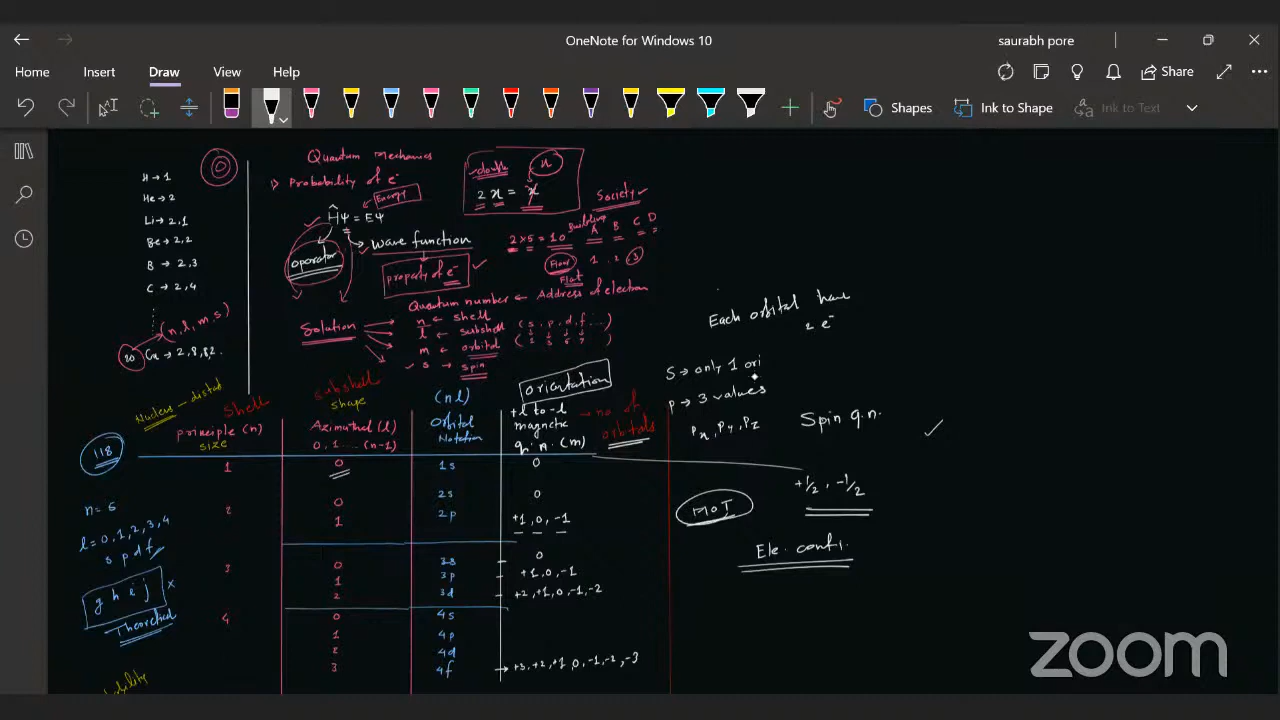 OneNote for Windows 10
saurabh pore
Home Insert Draw View Help
Share
Shapes
Ink to Shape
Ink to Text
H → 1
He → 2
Li → 2,1
Be → 2,2
B → 2,3
C → 2,4
(n, l, m, s)
20 Ca → 2,8,8,2.
Quantum Mechanics
Probability of e⁻
Energy
ĤΨ = EΨ
operator
wave function
property of e⁻
double
x
2 x = x
Society
Building A B C D
2 × 5 = 10
Floor 1 2 3
Flat
Quantum number ← Address of electron
Solution
n ← shell
l ← subshell (s, p, d, f ...)
m ← orbital
s → spin
Each orbital have
2 e⁻
S → only 1 ori
P → 3 values
Px, Py, Pz
Spin q.n.
+1/2, -1/2
MOT
Ele. confi.
Nucleus – distad
Shell
principle (n)
size
subshell
shape
Azimuthal (l)
0, 1 .... (n-1)
(nl)
Orbital
Notation
orientation
+l to -l
magnetic
q. n. (m)
→ no of
orbitals
118
1 0 1s 0
2 0 2s 0
1 2p +1, 0, -1
3 0 3s 0
1 3p +1, 0, -1
2 3d +2, +1, 0, -1, -2
4 0 4s
1 4p
2 4d
3 4f → +3, +2, +1 0, -1, -2, -3
n = 5
l = 0, 1, 2, 3, 4
s p d f
g h i j x
Theoretical
zoom